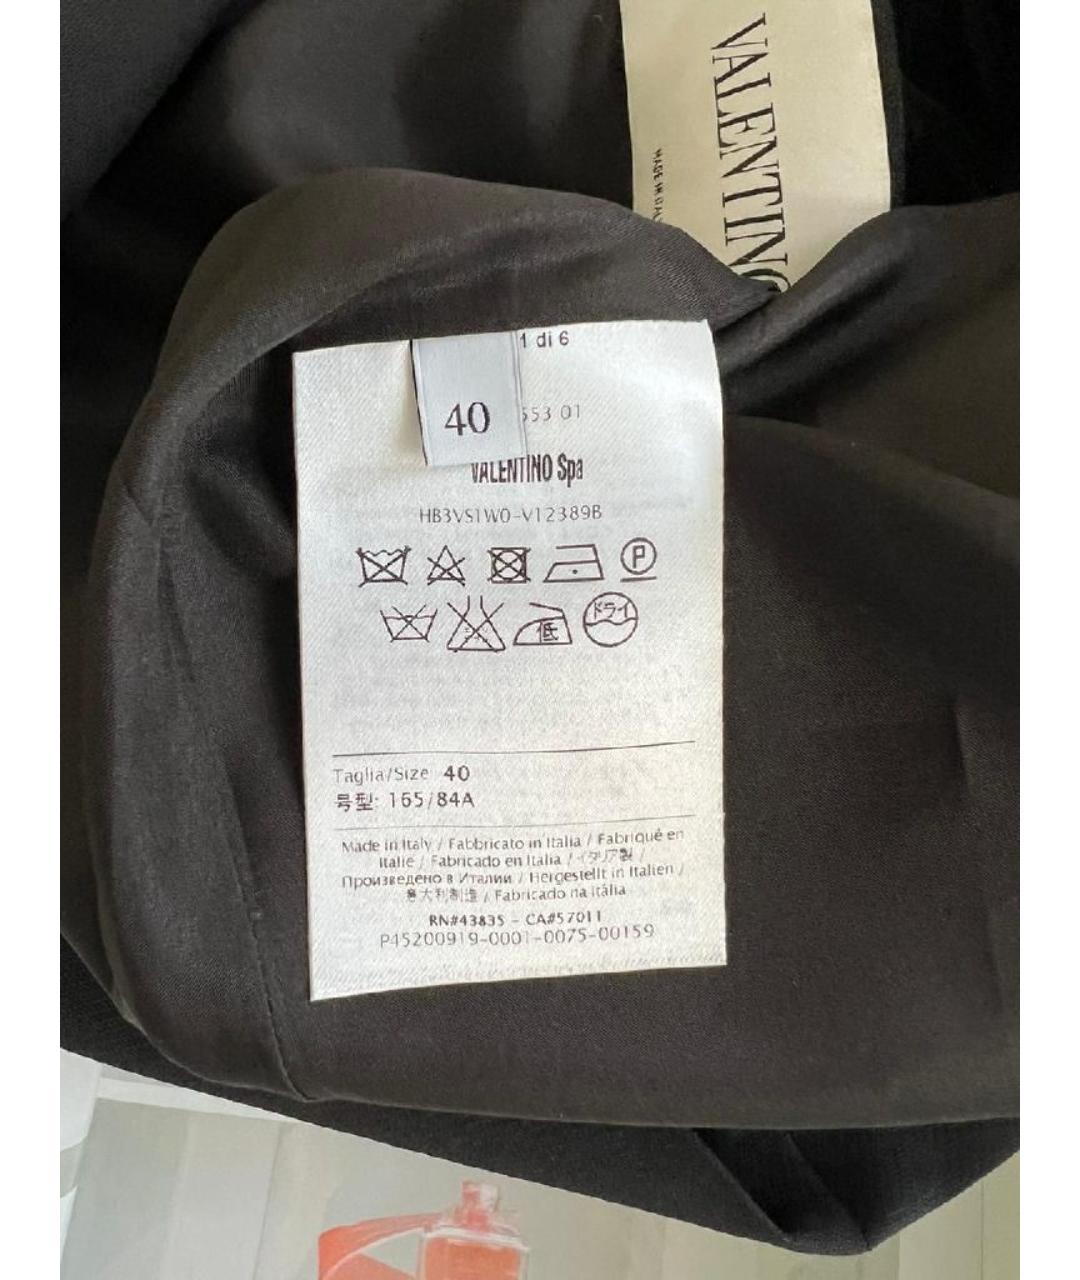 VALENTINO
MADE IN ITALY
1 di 6
40
553 01
VALENTINO Spa
HB3VS1W0-V12389B
P
低
ドライ
Taglia/Size 40
号型: 165/84A
Made in Italy / Fabbricato in Italia / Fabriqué en
Italie / Fabricado en Italia / イタリア製 /
Произведено в Италии / Hergestellt in Italien /
意大利制造 / Fabricado na Itália
RN#43835 - CA#57011
P45200919-0001-0075-00159